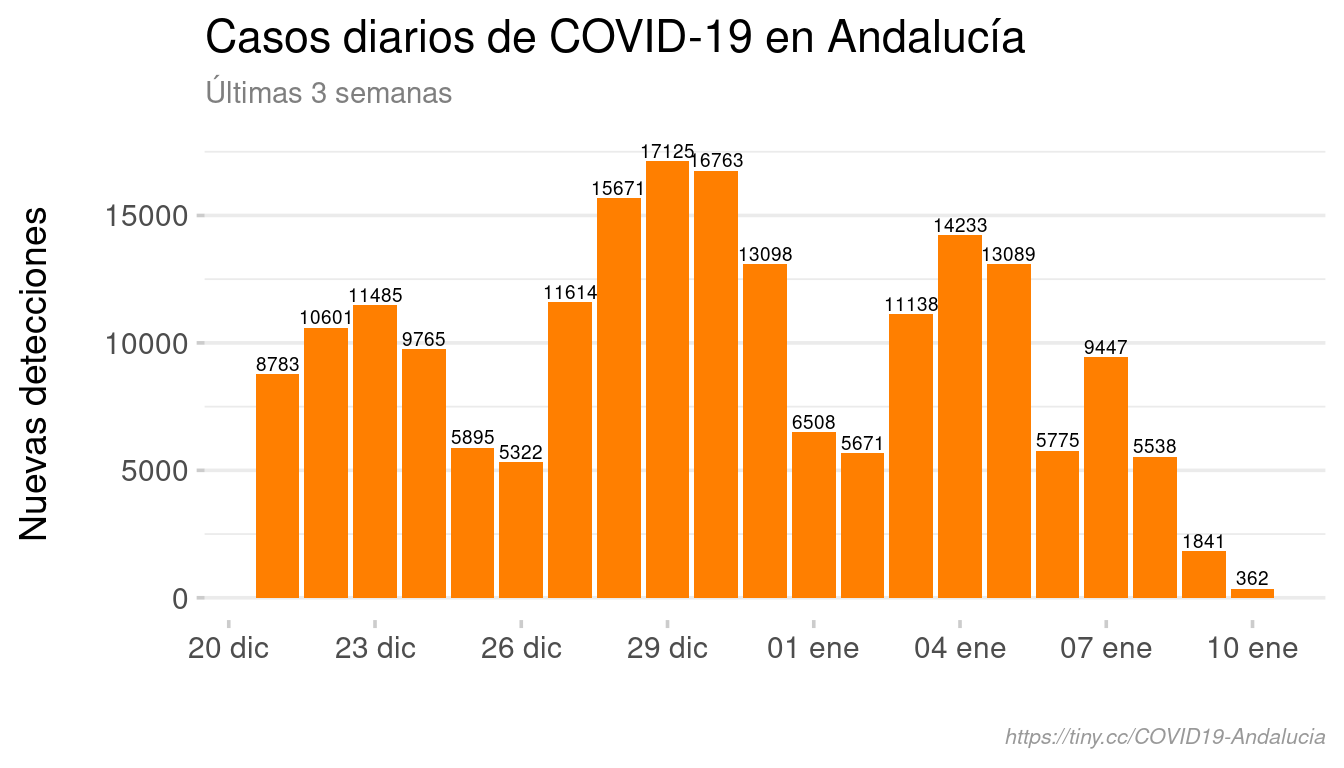 Casos diarios de COVID-19 en Andalucía
Últimas 3 semanas
Nuevas detecciones
15000
10000
5000
0
8783
10601
11485
9765
5895
5322
11614
15671
17125
16763
13098
6508
5671
11138
14233
13089
5775
9447
5538
1841
362
20 dic
23 dic
26 dic
29 dic
01 ene
04 ene
07 ene
10 ene
https://tiny.cc/COVID19-Andalucia